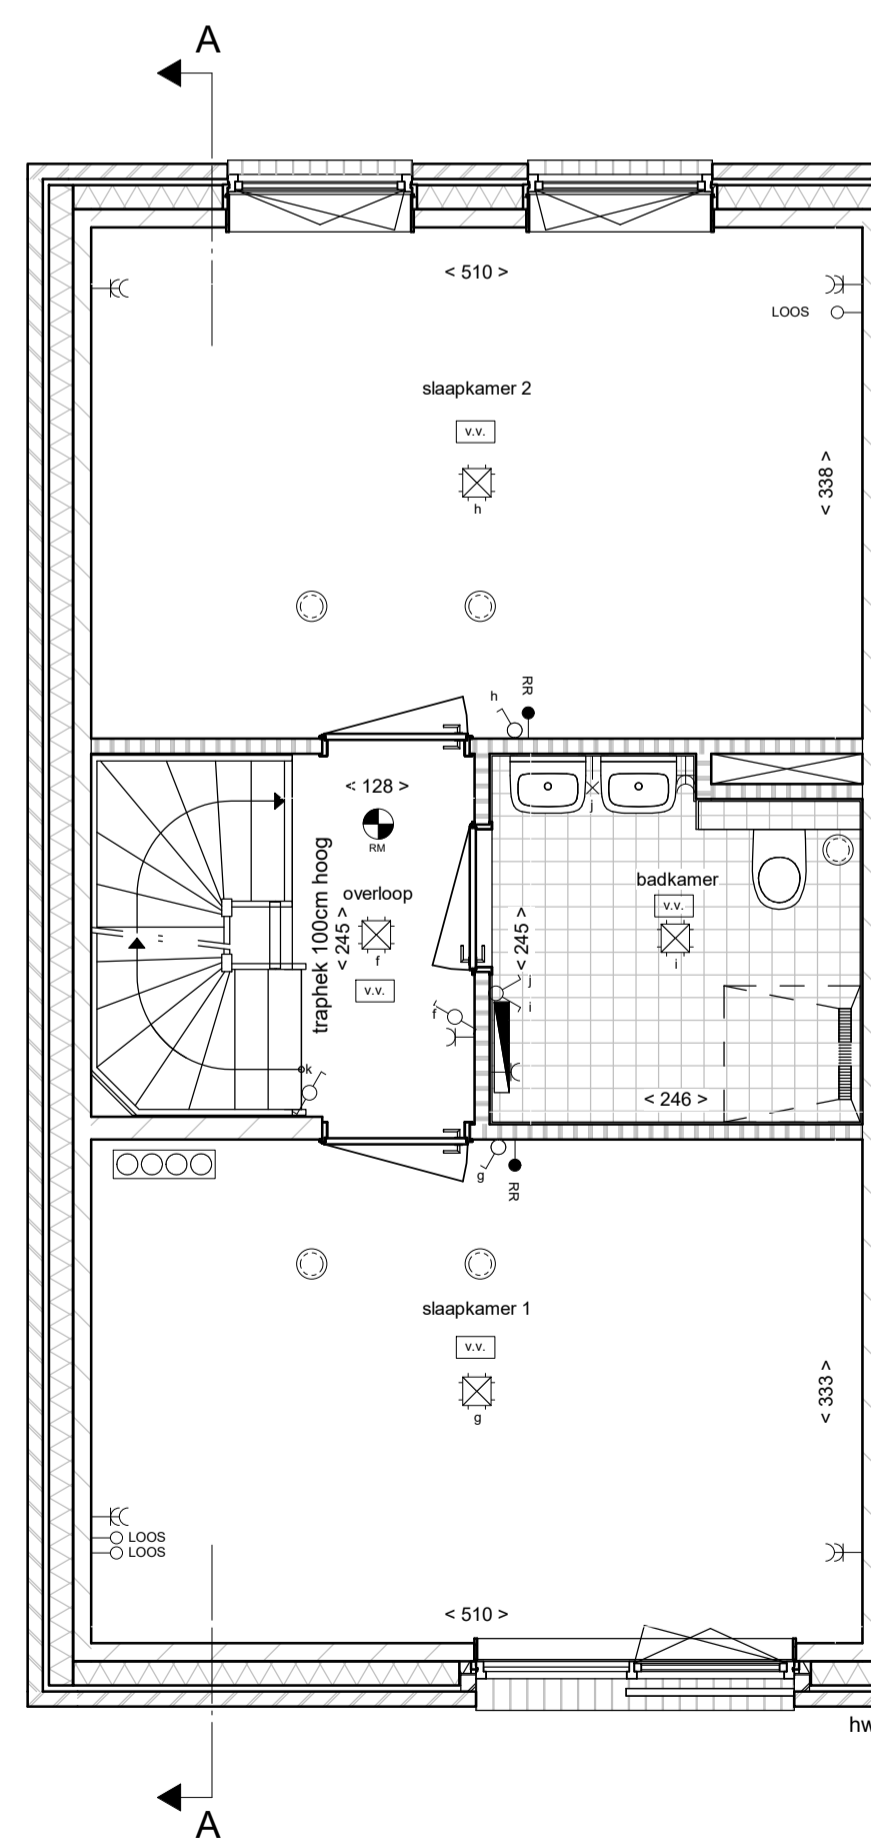 A
< 510 >
LOOS
slaapkamer 2
v.v.
< 338 >
h
h
RR
< 128 >
RM
j
traphek 100cm hoog
overloop
< 245 >
f
v.v.
badkamer
v.v.
< 245 >
i
j
i
f
k
< 246 >
g
RR
slaapkamer 1
v.v.
g
< 333 >
LOOS
LOOS
< 510 >
hw
A